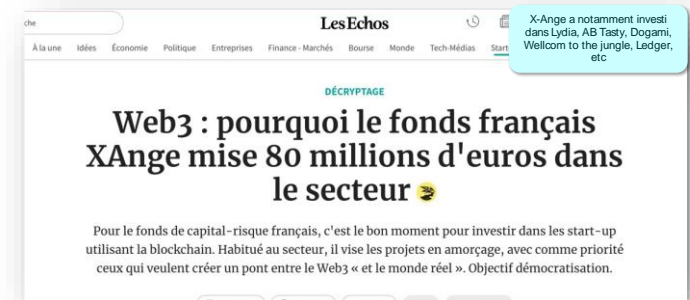 che
Les Echos
X-Ange a notamment investi
dans Lydia, AB Tasty, Dogami,
Wellcom to the jungle, Ledger,
etc
À la une Idées Économie Politique Entreprises Finance - Marchés Bourse Monde Tech-Médias Start
DÉCRYPTAGE
Web3 : pourquoi le fonds français
XAnge mise 80 millions d'euros dans
le secteur
Pour le fonds de capital-risque français, c'est le bon moment pour investir dans les start-up
utilisant la blockchain. Habitué au secteur, il vise les projets en amorçage, avec comme priorité
ceux qui veulent créer un pont entre le Web3 « et le monde réel ». Objectif démocratisation.